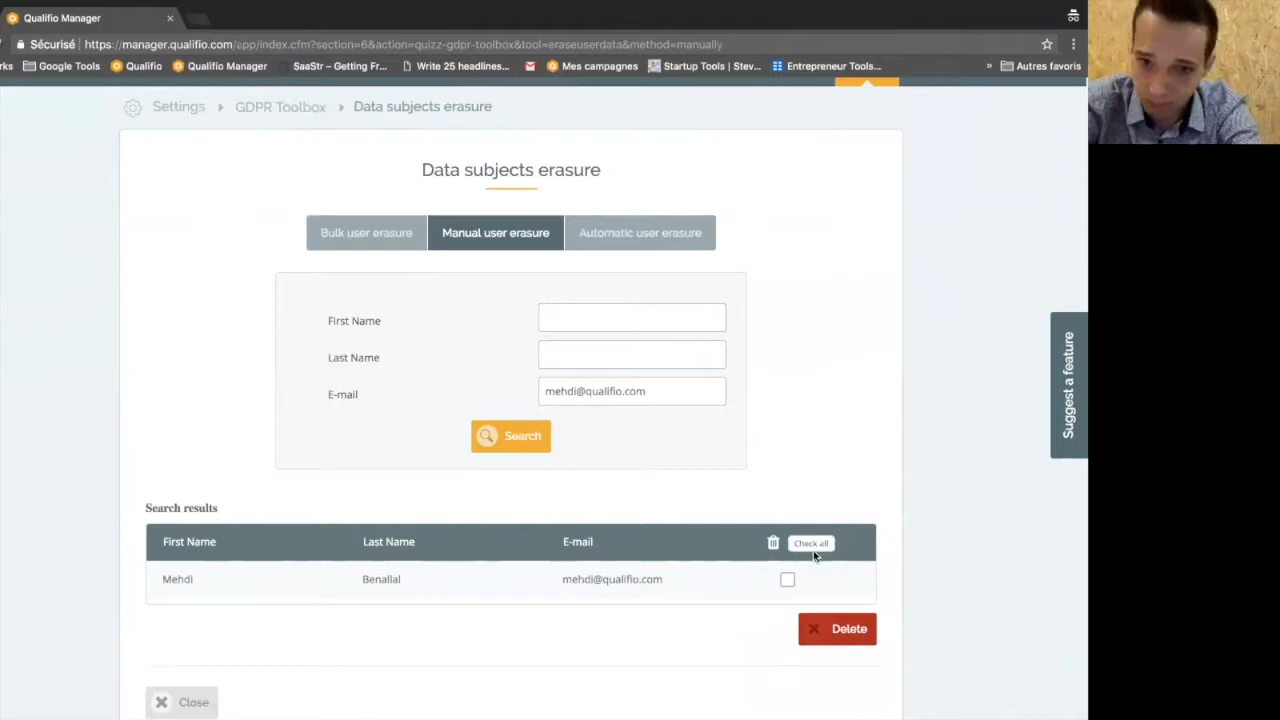 Qualifio Manager
Sécurisé https://manager.qualifio.com/app/index.cfm?section=6&action=quizz-gdpr-toolbox&tool=eraseuserdata&method=manually
rks Google Tools Qualifio Qualifio Manager SaaStr – Getting Fr... Write 25 headlines... Mes campagnes Startup Tools | Stev... Entrepreneur Tools... » Autres favoris
Settings GDPR Toolbox Data subjects erasure
Data subjects erasure
Bulk user erasure Manual user erasure Automatic user erasure
First Name
Last Name
E-mail mehdi@qualifio.com
Search
Suggest a feature
Search results
First Name Last Name E-mail Check all
Mehdi Benallal mehdi@qualifio.com
Delete
Close